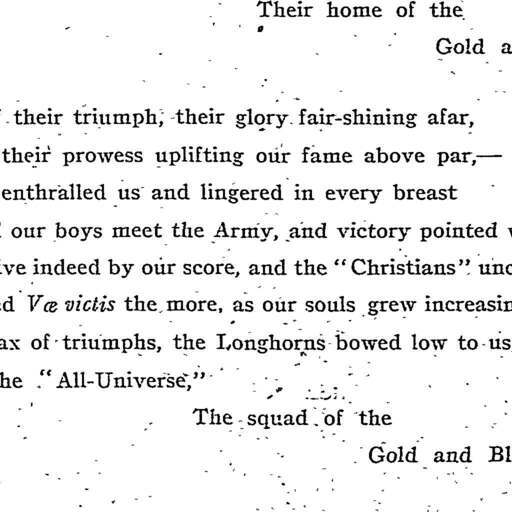 Their home of the
Gold a
their triumph, their glory fair-shining afar,
their prowess uplifting our fame above par,—
enthralled us and lingered in every breast
our boys meet the Army, and victory pointed
ve indeed by our score, and the "Christians" unc
ed Væ victis the more, as our souls grew increasin
ax of triumphs, the Longhorns bowed low to us
he "All-Universe,"
The squad of the
Gold and Bl